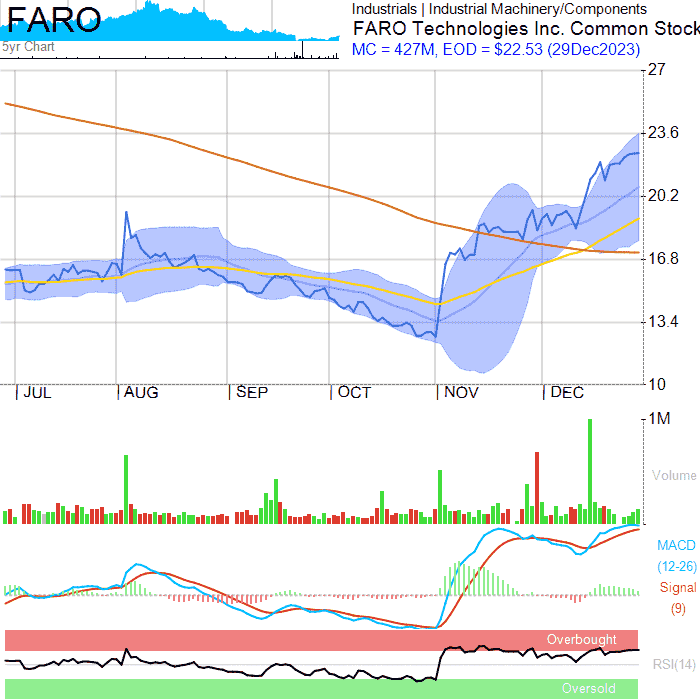 FARO
5yr Chart
Industrials | Industrial Machinery/Components
FARO Technologies Inc. Common Stock
MC = 427M, EOD = $22.53 (29Dec2023)
27
23.6
20.2
16.8
13.4
10
JUL
AUG
SEP
OCT
NOV
DEC
1M
Volume
MACD
(12-26)
Signal
(9)
Overbought
RSI(14)
Oversold